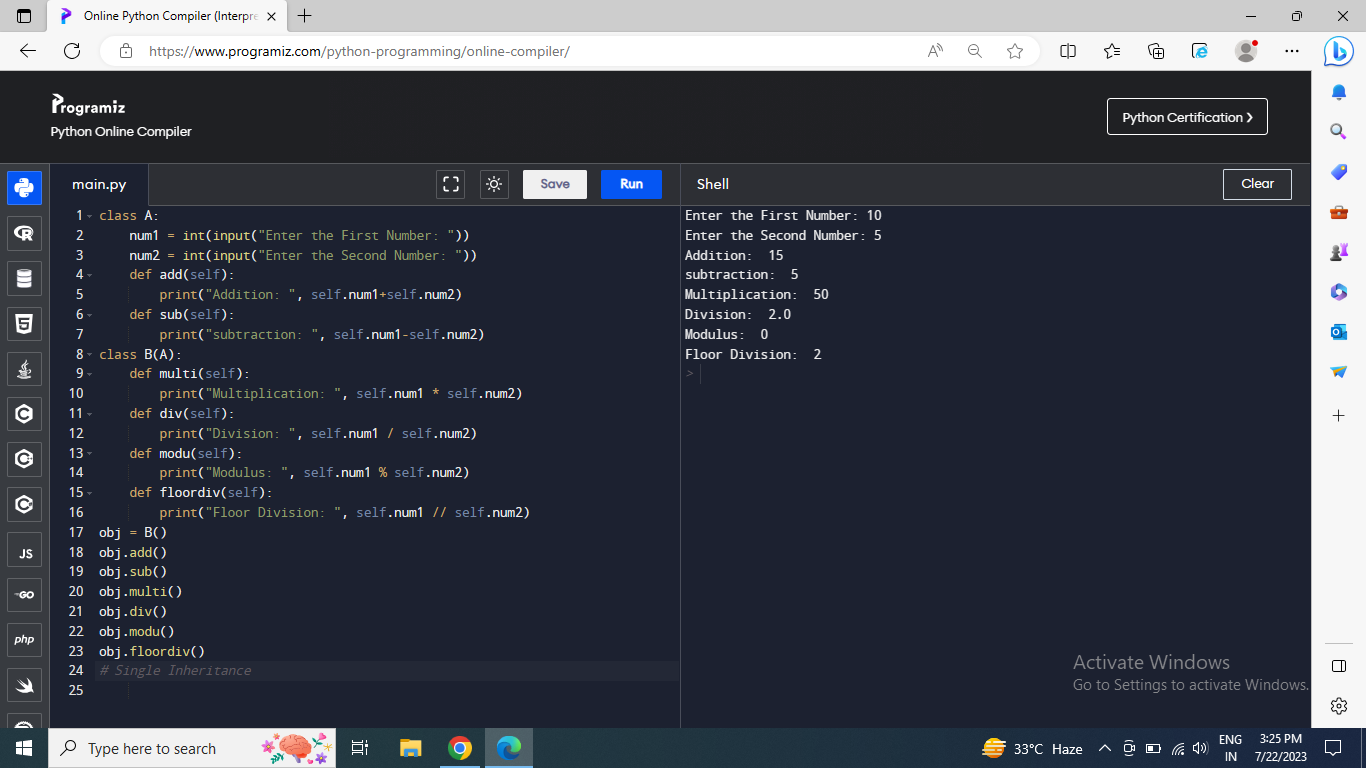 Online Python Compiler (Interpre
https://www.programiz.com/python-programming/online-compiler/
Programiz
Python Online Compiler
Python Certification
main.py
Save
Run
Shell
Clear
1 class A:
2     num1 = int(input("Enter the First Number: "))
3     num2 = int(input("Enter the Second Number: "))
4     def add(self):
5         print("Addition: ", self.num1+self.num2)
6     def sub(self):
7         print("subtraction: ", self.num1-self.num2)
8 class B(A):
9     def multi(self):
10         print("Multiplication: ", self.num1 * self.num2)
11     def div(self):
12         print("Division: ", self.num1 / self.num2)
13     def modu(self):
14         print("Modulus: ", self.num1 % self.num2)
15     def floordiv(self):
16         print("Floor Division: ", self.num1 // self.num2)
17 obj = B()
18 obj.add()
19 obj.sub()
20 obj.multi()
21 obj.div()
22 obj.modu()
23 obj.floordiv()
24 # Single Inheritance
25
Enter the First Number: 10
Enter the Second Number: 5
Addition:  15
subtraction:  5
Multiplication:  50
Division:  2.0
Modulus:  0
Floor Division:  2
>
JS
GO
php
Activate Windows
Go to Settings to activate Windows.
Type here to search
33°C Haze
ENG
IN
3:25 PM
7/22/2023